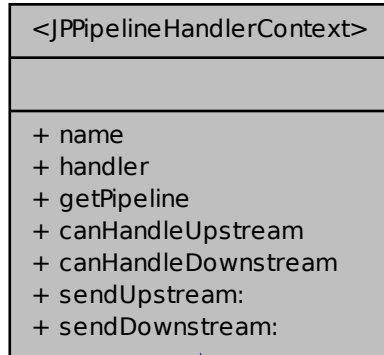 <JPPipelineHandlerContext>
+ name
+ handler
+ getPipeline
+ canHandleUpstream
+ canHandleDownstream
+ sendUpstream:
+ sendDownstream: